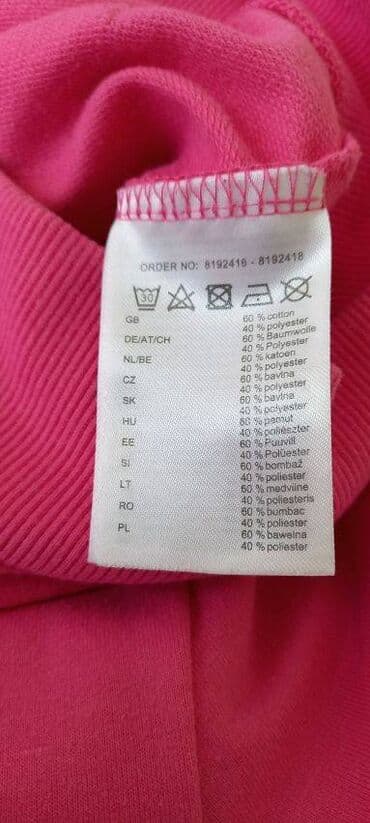 ORDER NO: 8192416 - 8192418
30
GB 60 % cotton
40 % polyester
DE/AT/CH 60 % Baumwolle
40 % Polyester
NL/BE 60 % katoen
40 % polyester
CZ 60 % bavlna
40 % polyester
SK 60 % bavlna
40 % polyester
HU 60 % pamut
40 % poliészter
EE 60 % Puuvill
40 % Polüester
SI 60 % bombaž
40 % poliester
LT 60 % medvilnė
40 % poliesteris
RO 60 % bumbac
40 % poliester
PL 60 % bawełna
40 % poliester